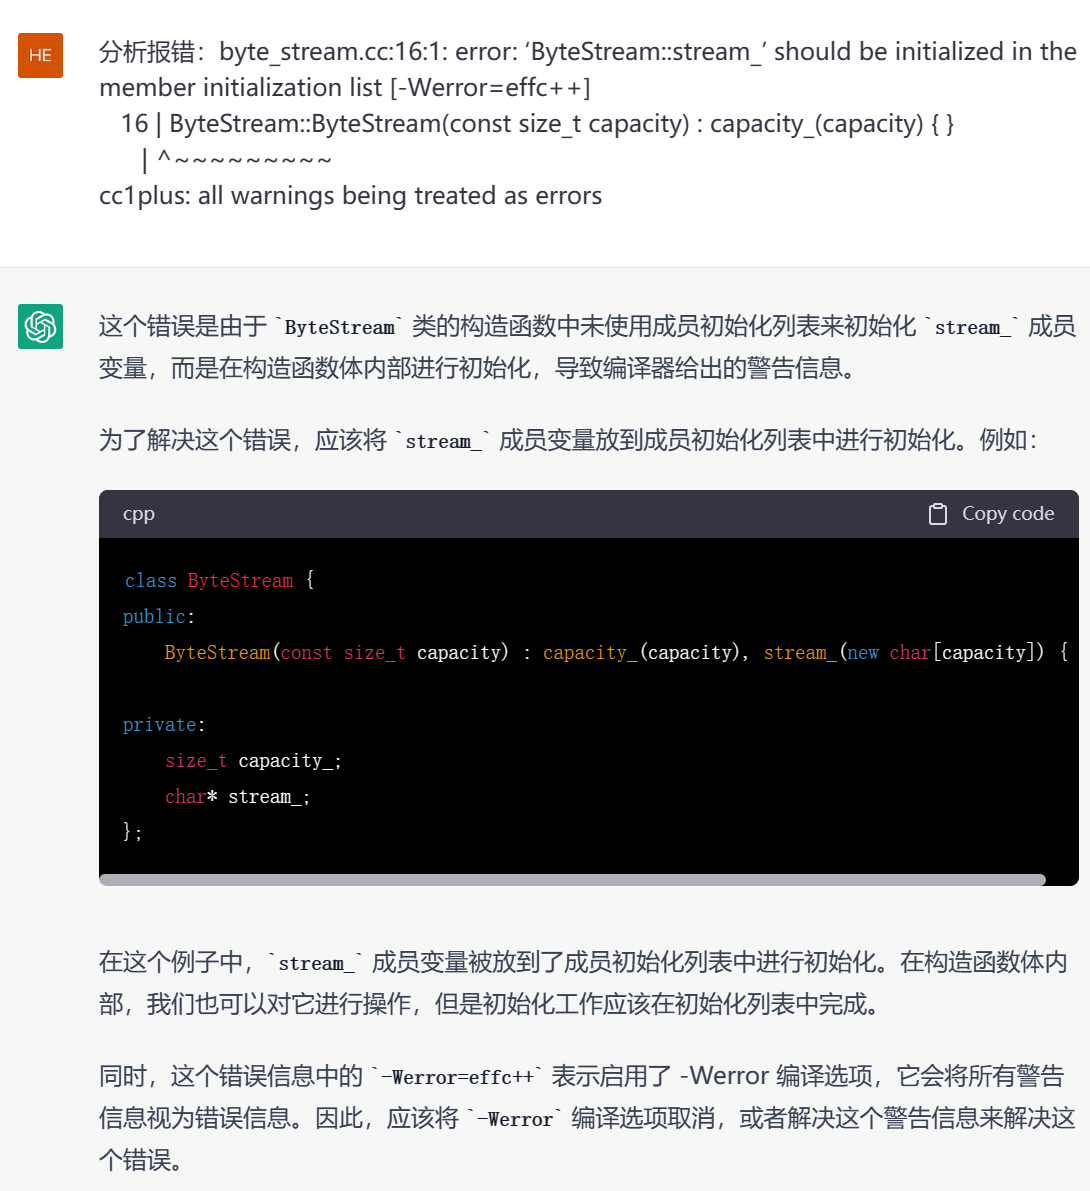 HE
分析报错：byte_stream.cc:16:1: error: ‘ByteStream::stream_’ should be initialized in the
member initialization list [-Werror=effc++]
16 | ByteStream::ByteStream(const size_t capacity) : capacity_(capacity) { }
| ^~~~~~~~~~
cc1plus: all warnings being treated as errors
这个错误是由于 `ByteStream` 类的构造函数中未使用成员初始化列表来初始化 `stream_` 成员
变量，而是在构造函数体内部进行初始化，导致编译器给出的警告信息。
为了解决这个错误，应该将 `stream_` 成员变量放到成员初始化列表中进行初始化。例如：
cpp
Copy code
class ByteStream {
public:
ByteStream(const size_t capacity) : capacity_(capacity), stream_(new char[capacity]) {
private:
size_t capacity_;
char* stream_;
};
在这个例子中，`stream_` 成员变量被放到了成员初始化列表中进行初始化。在构造函数体内
部，我们也可以对它进行操作，但是初始化工作应该在初始化列表中完成。
同时，这个错误信息中的 `-Werror=effc++` 表示启用了 -Werror 编译选项，它会将所有警告
信息视为错误信息。因此，应该将 `-Werror` 编译选项取消，或者解决这个警告信息来解决这
个错误。